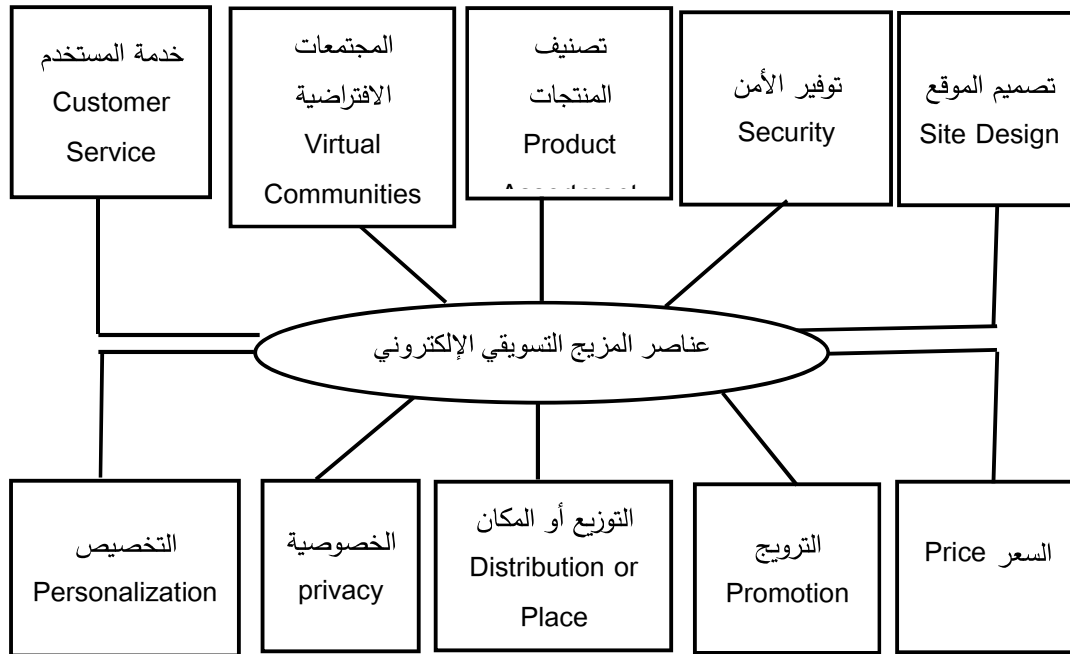 تصميم الموقع
Site Design
توفير الأمن
Security
تصنيف
المنتجات
Product
المجتمعات
الافتراضية
Virtual
Communities
خدمة المستخدم
Customer
Service
عناصر المزيج التسويقي الإلكتروني
السعر Price
الترويج
Promotion
التوزيع أو المكان
Distribution or
Place
الخصوصية
privacy
التخصيص
Personalization